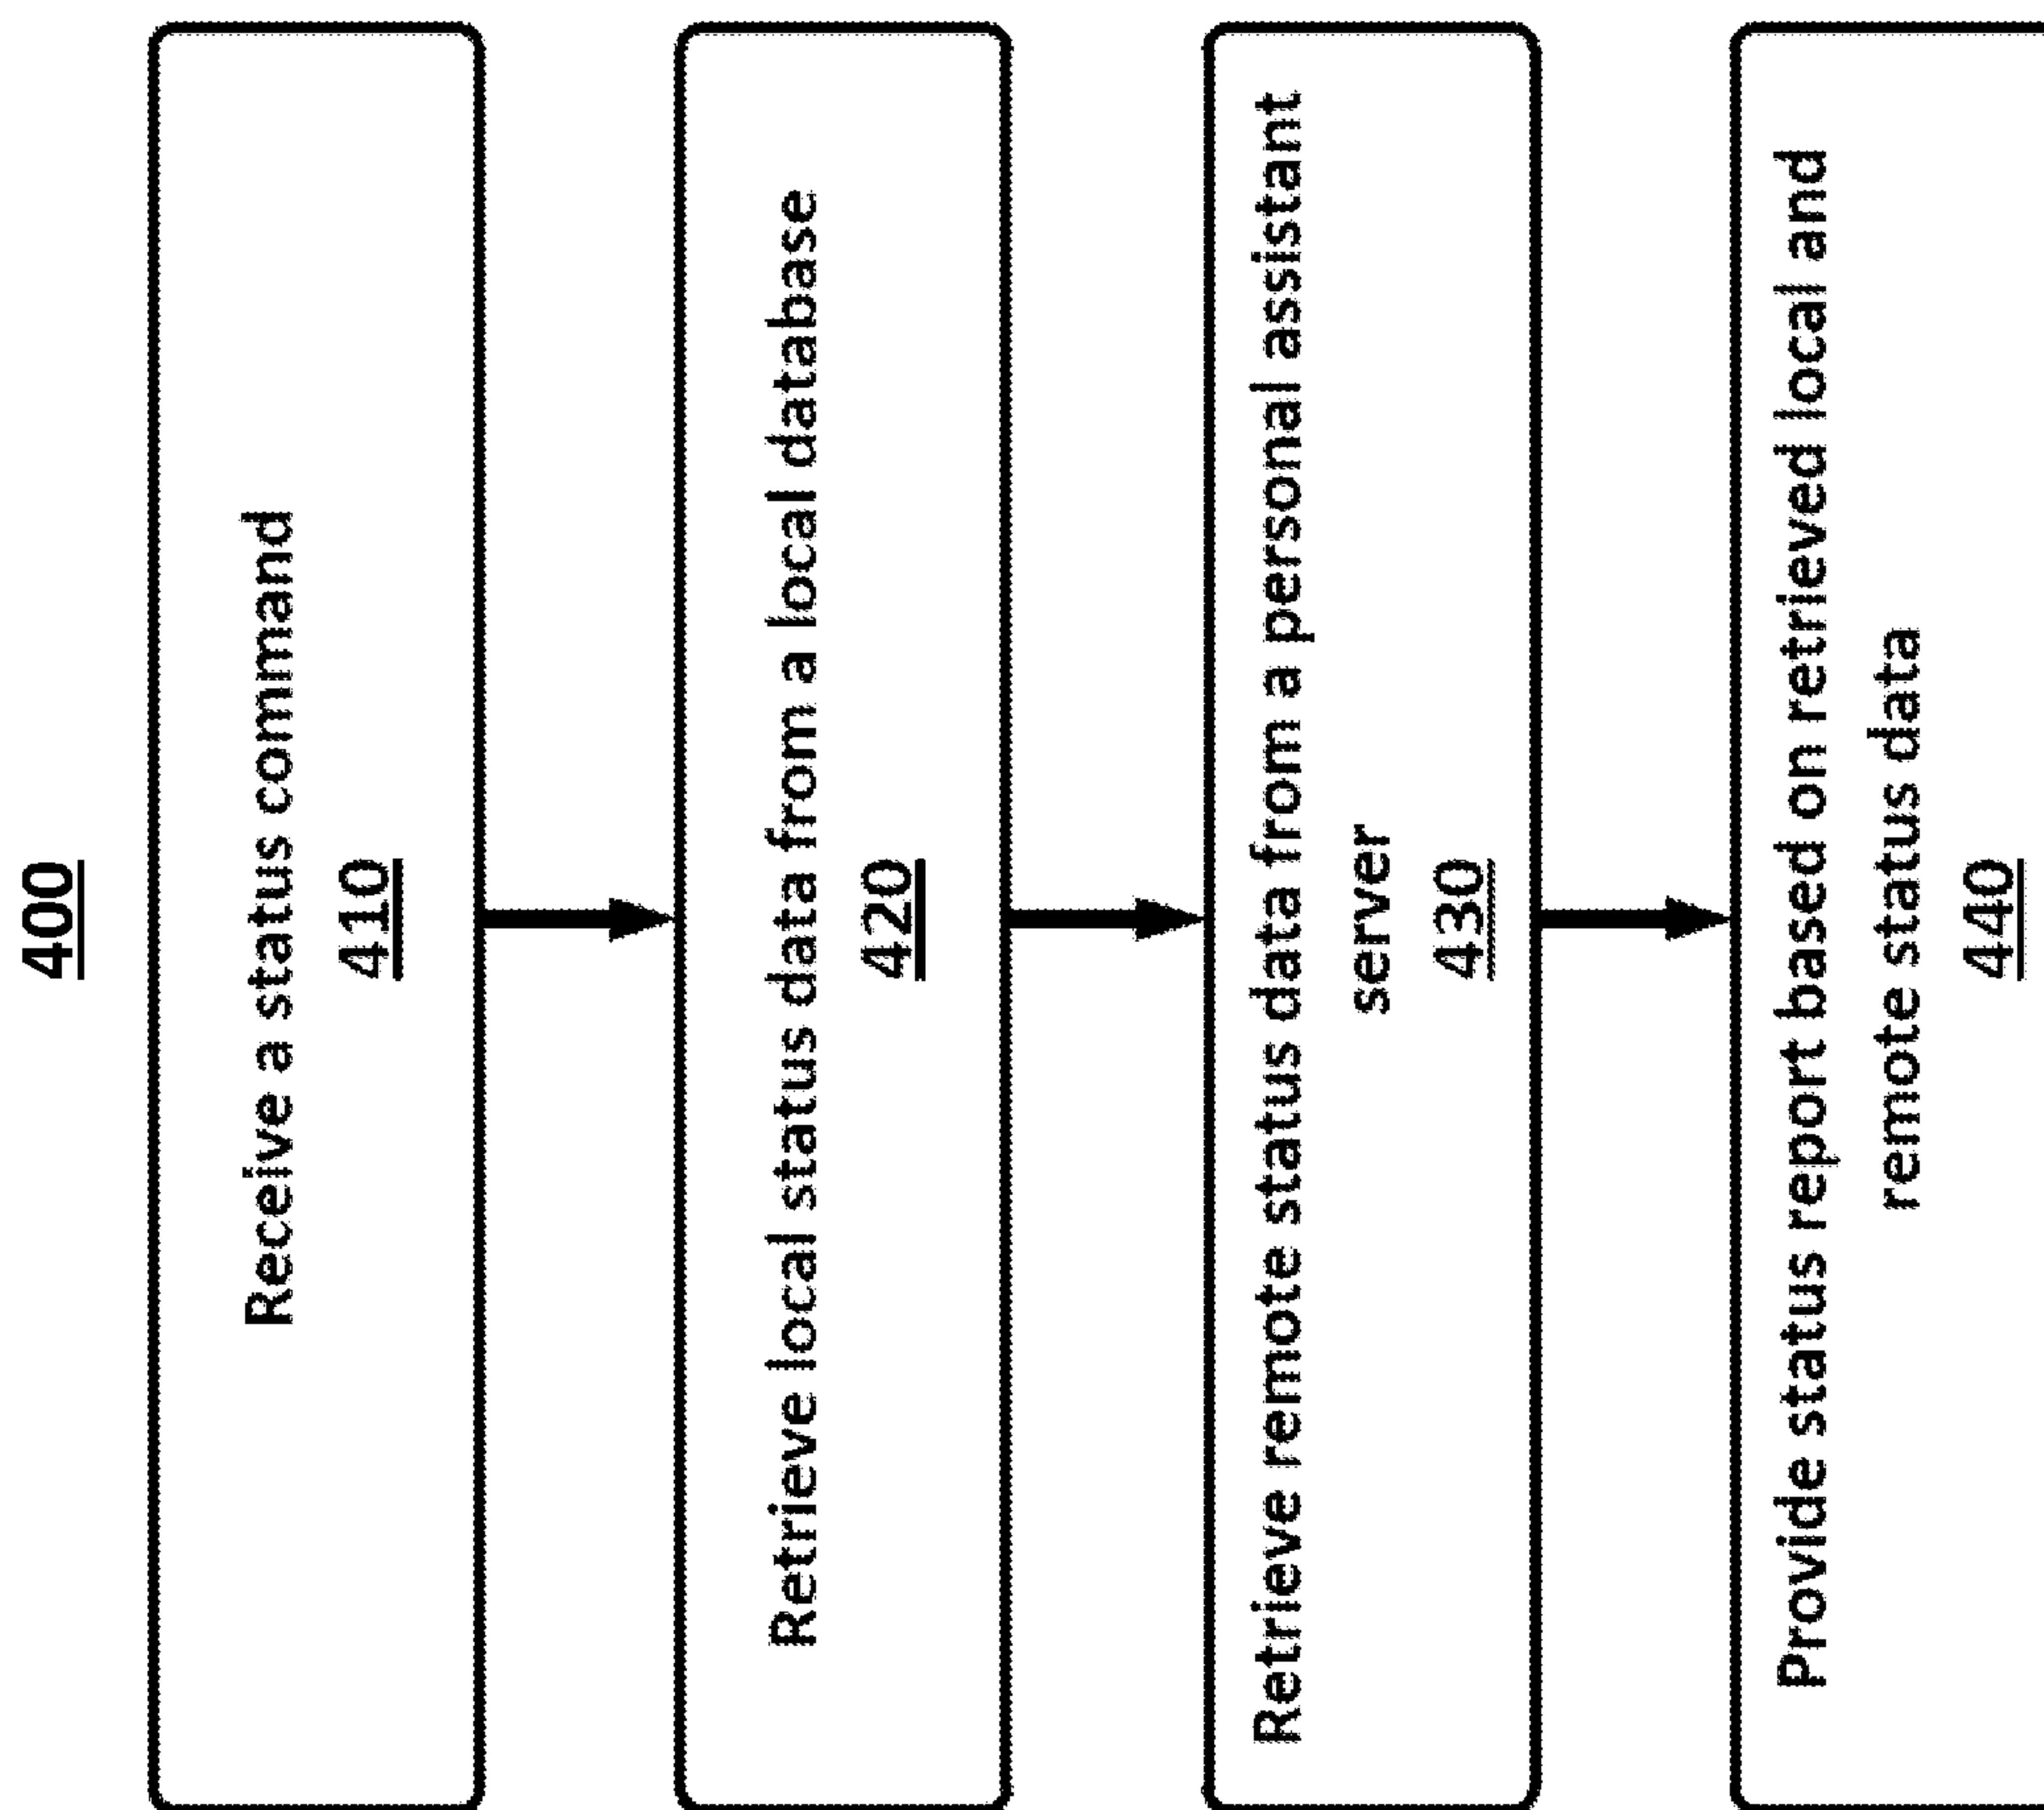 400
Receive a status command
410
Retrieve local status data from a local database
420
Retrieve remote status data from a personal assistant
server
430
Provide status report based on retrieved local and
remote status data
440